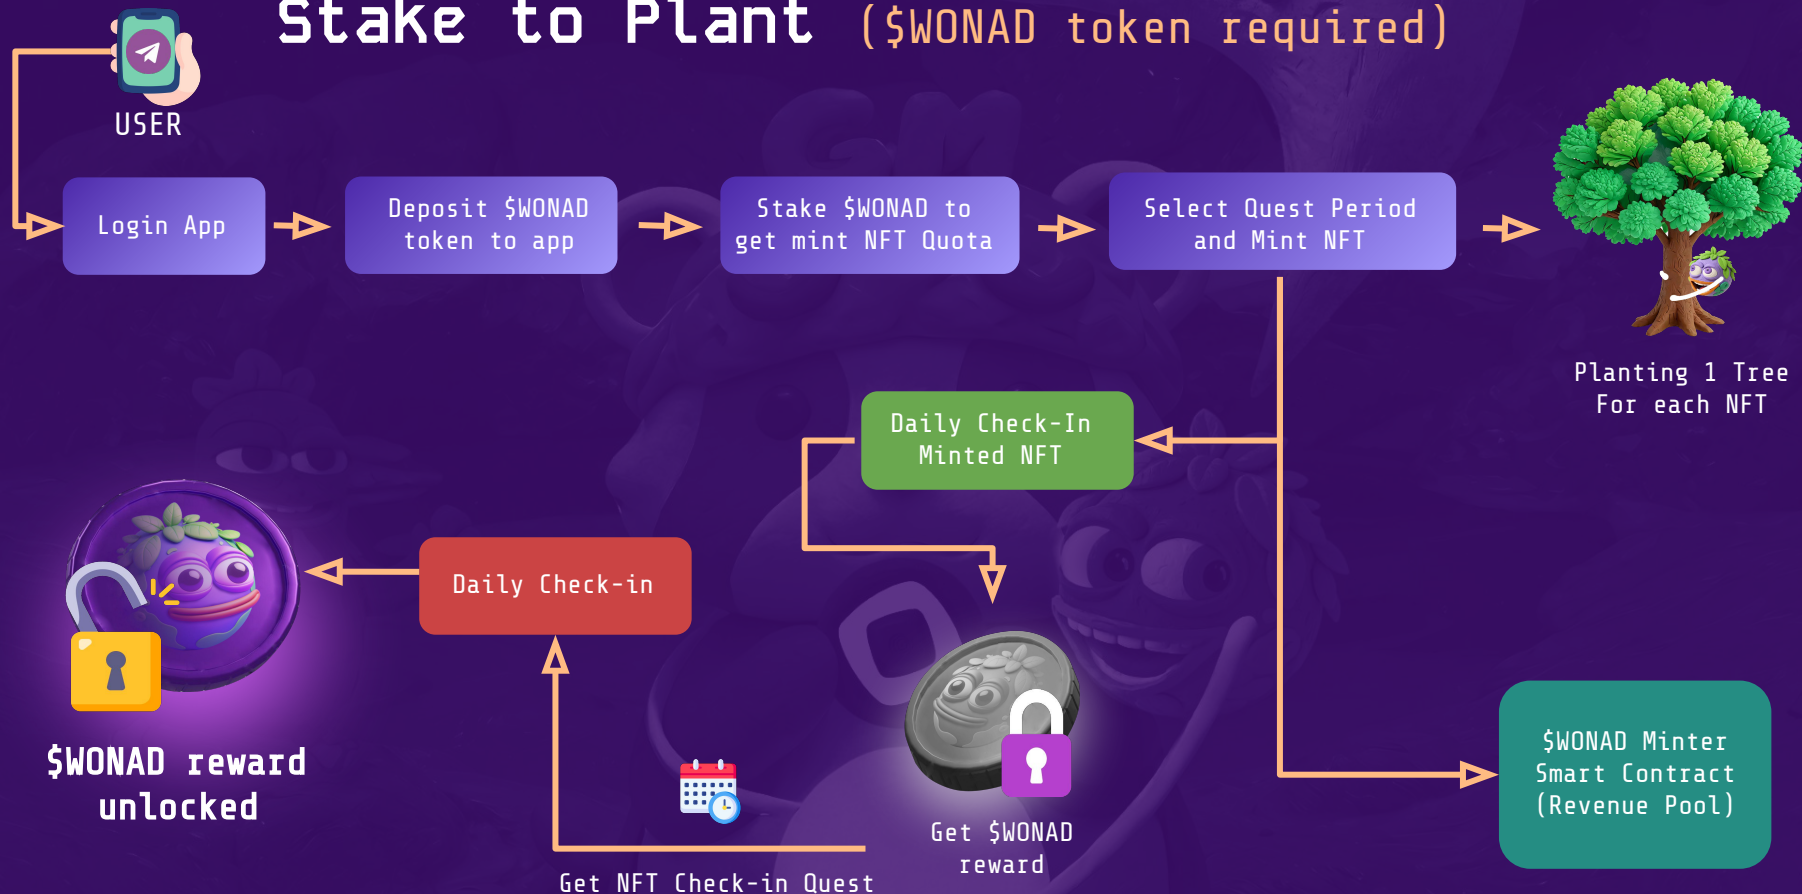 Stake to Plant ($WONAD token required)
USER
Login App
Deposit $WONAD
token to app
Stake $WONAD to
get mint NFT Quota
Select Quest Period
and Mint NFT
Planting 1 Tree
For each NFT
Daily Check-In
Minted NFT
Daily Check-in
$WONAD reward
unlocked
Get $WONAD
reward
Get NFT Check-in Quest
$WONAD Minter
Smart Contract
(Revenue Pool)